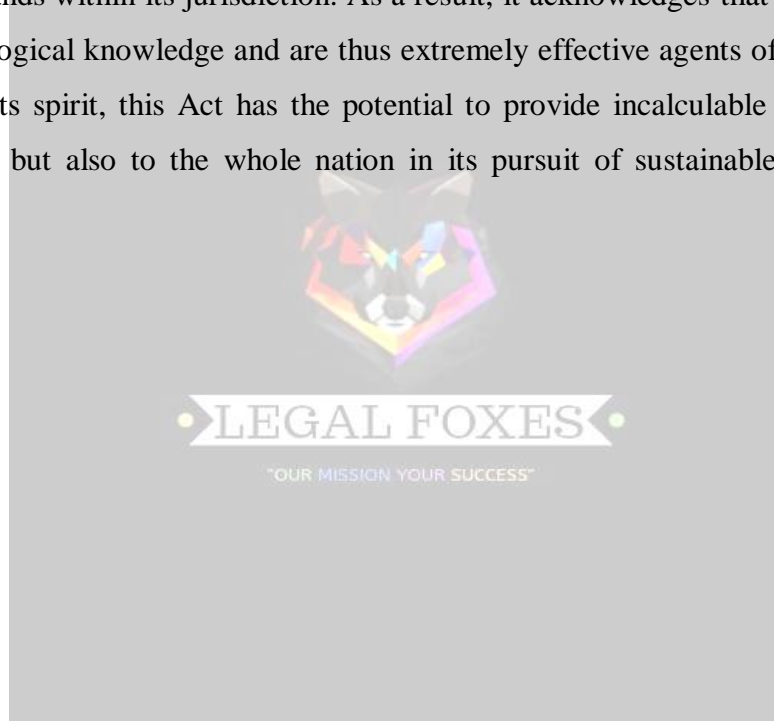 nds within its jurisdiction. As a result, it acknowledges that
ogical knowledge and are thus extremely effective agents of
ts spirit, this Act has the potential to provide incalculable
but also to the whole nation in its pursuit of sustainable
LEGAL FOXES
"OUR MISSION YOUR SUCCESS"